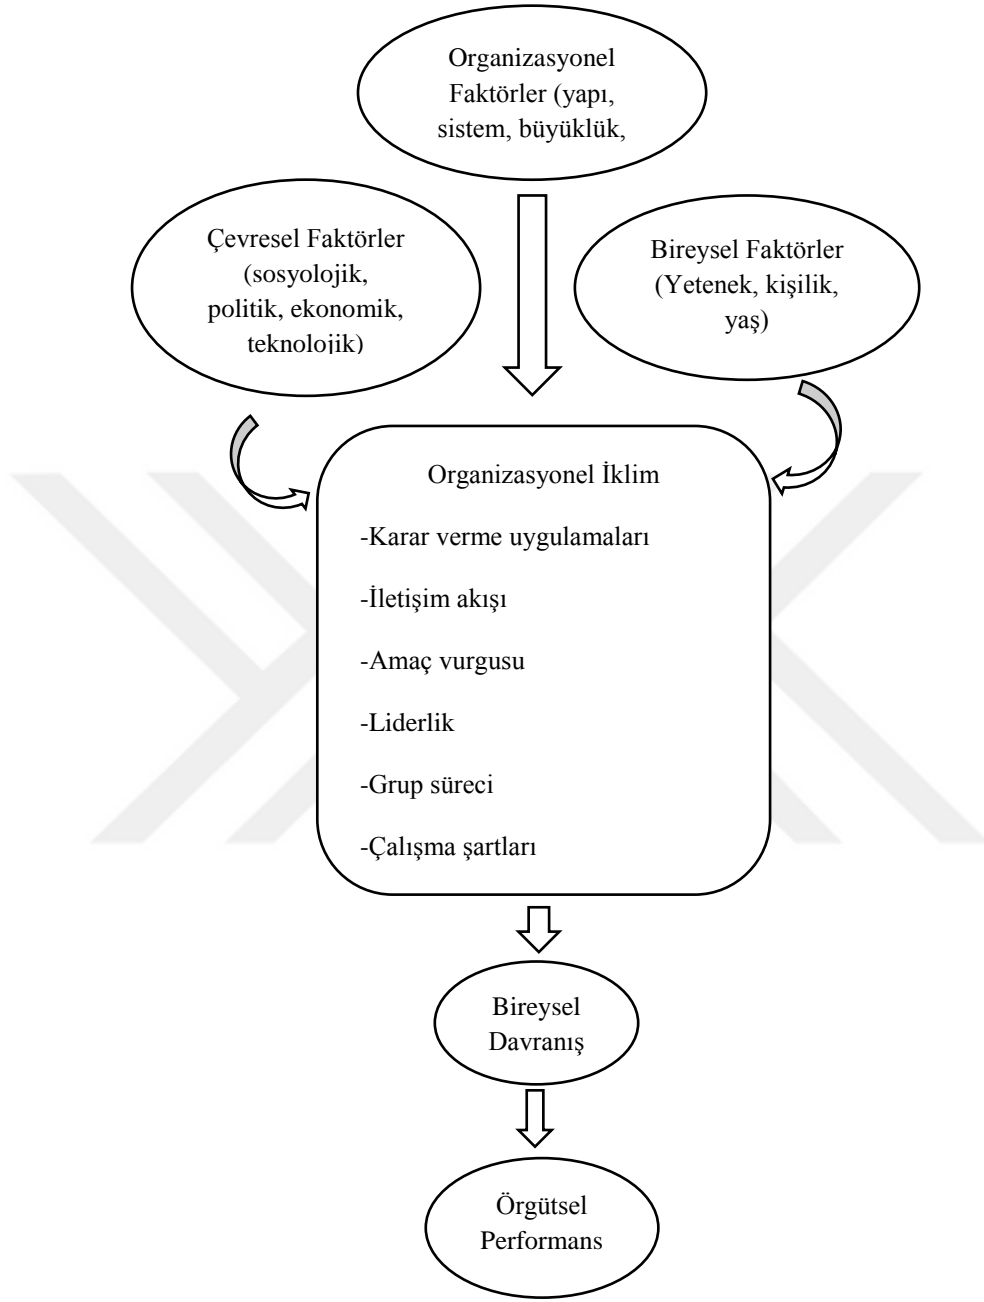 Organizasyonel
Faktörler (yapı,
sistem, büyüklük,
Çevresel Faktörler
(sosyolojik,
politik, ekonomik,
teknolojik)
Bireysel Faktörler
(Yetenek, kişilik,
yaş)
Organizasyonel İklim
-Karar verme uygulamaları
-İletişim akışı
-Amaç vurgusu
-Liderlik
-Grup süreci
-Çalışma şartları
Bireysel
Davranış
Örgütsel
Performans